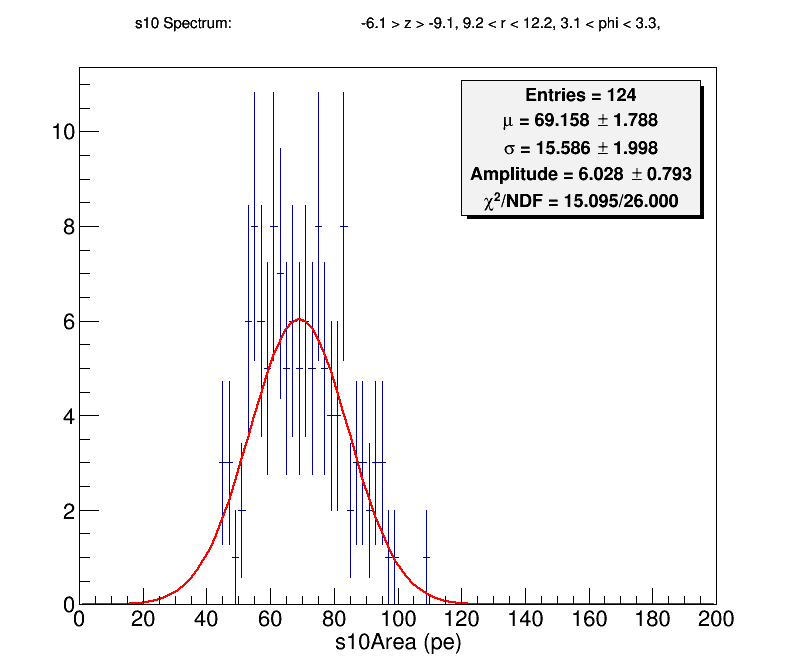 s10 Spectrum: -6.1 > z > -9.1, 9.2 < r < 12.2, 3.1 < phi < 3.3,
Entries = 124
μ = 69.158 ± 1.788
σ = 15.586 ± 1.998
Amplitude = 6.028 ± 0.793
χ²/NDF = 15.095/26.000
10
8
6
4
2
0
0 20 40 60 80 100 120 140 160 180 200
s10Area (pe)